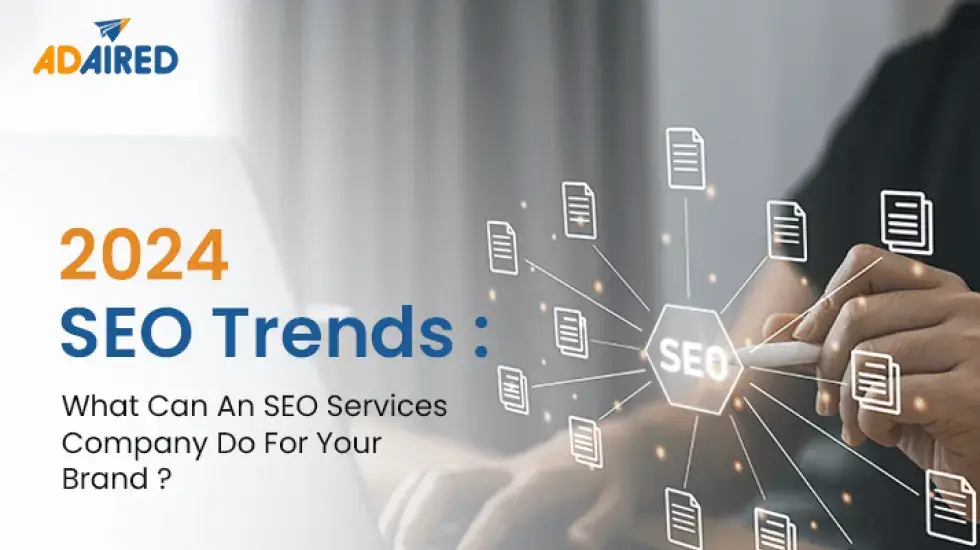 ADAIRED
2024
SEO Trends :
What Can An SEO Services
Company Do For Your
Brand ?
SEO